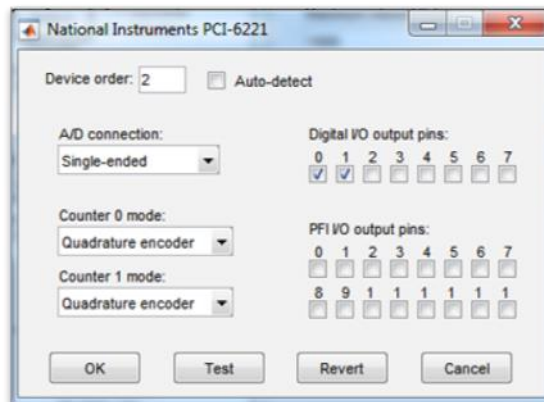 National Instruments PCI-6221
Device order: 2 Auto-detect
A/D connection:
Single-ended
Digital I/O output pins:
0 1 2 3 4 5 6 7
Counter 0 mode:
Quadrature encoder
PFI I/O output pins:
0 1 2 3 4 5 6 7
Counter 1 mode:
Quadrature encoder
8 9 1 1 1 1 1 1
OK Test Revert Cancel